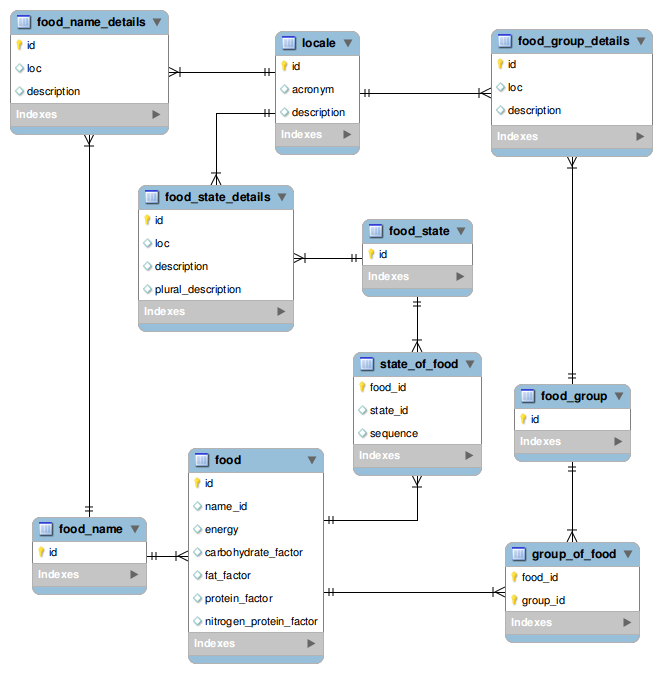 food_name_details
id
loc
description
Indexes
locale
id
acronym
description
Indexes
food_group_details
id
loc
description
Indexes
food_state_details
id
loc
description
plural_description
Indexes
food_state
id
Indexes
state_of_food
food_id
state_id
sequence
Indexes
food_group
id
Indexes
food
id
name_id
energy
carbohydrate_factor
fat_factor
protein_factor
nitrogen_protein_factor
Indexes
food_name
id
Indexes
group_of_food
food_id
group_id
Indexes